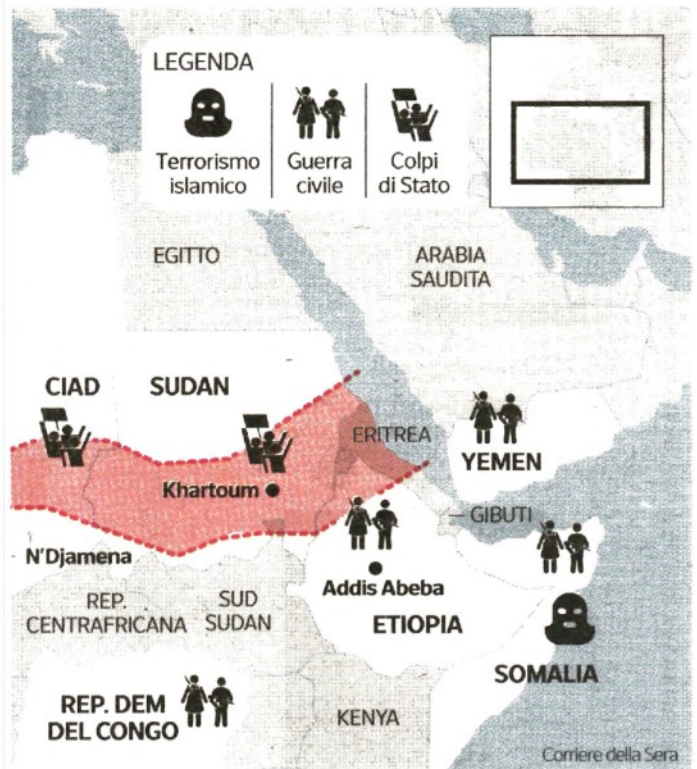 LEGENDA
Terrorismo
islamico
Guerra
civile
Colpi
di Stato
EGITTO
ARABIA
SAUDITA
CIAD
SUDAN
ERITREA
YEMEN
Khartoum
GIBUTI
N'Djamena
Addis Abeba
REP.
CENTRAFRICANA
SUD
SUDAN
ETIOPIA
SOMALIA
REP. DEM
DEL CONGO
KENYA
Corriere della Sera